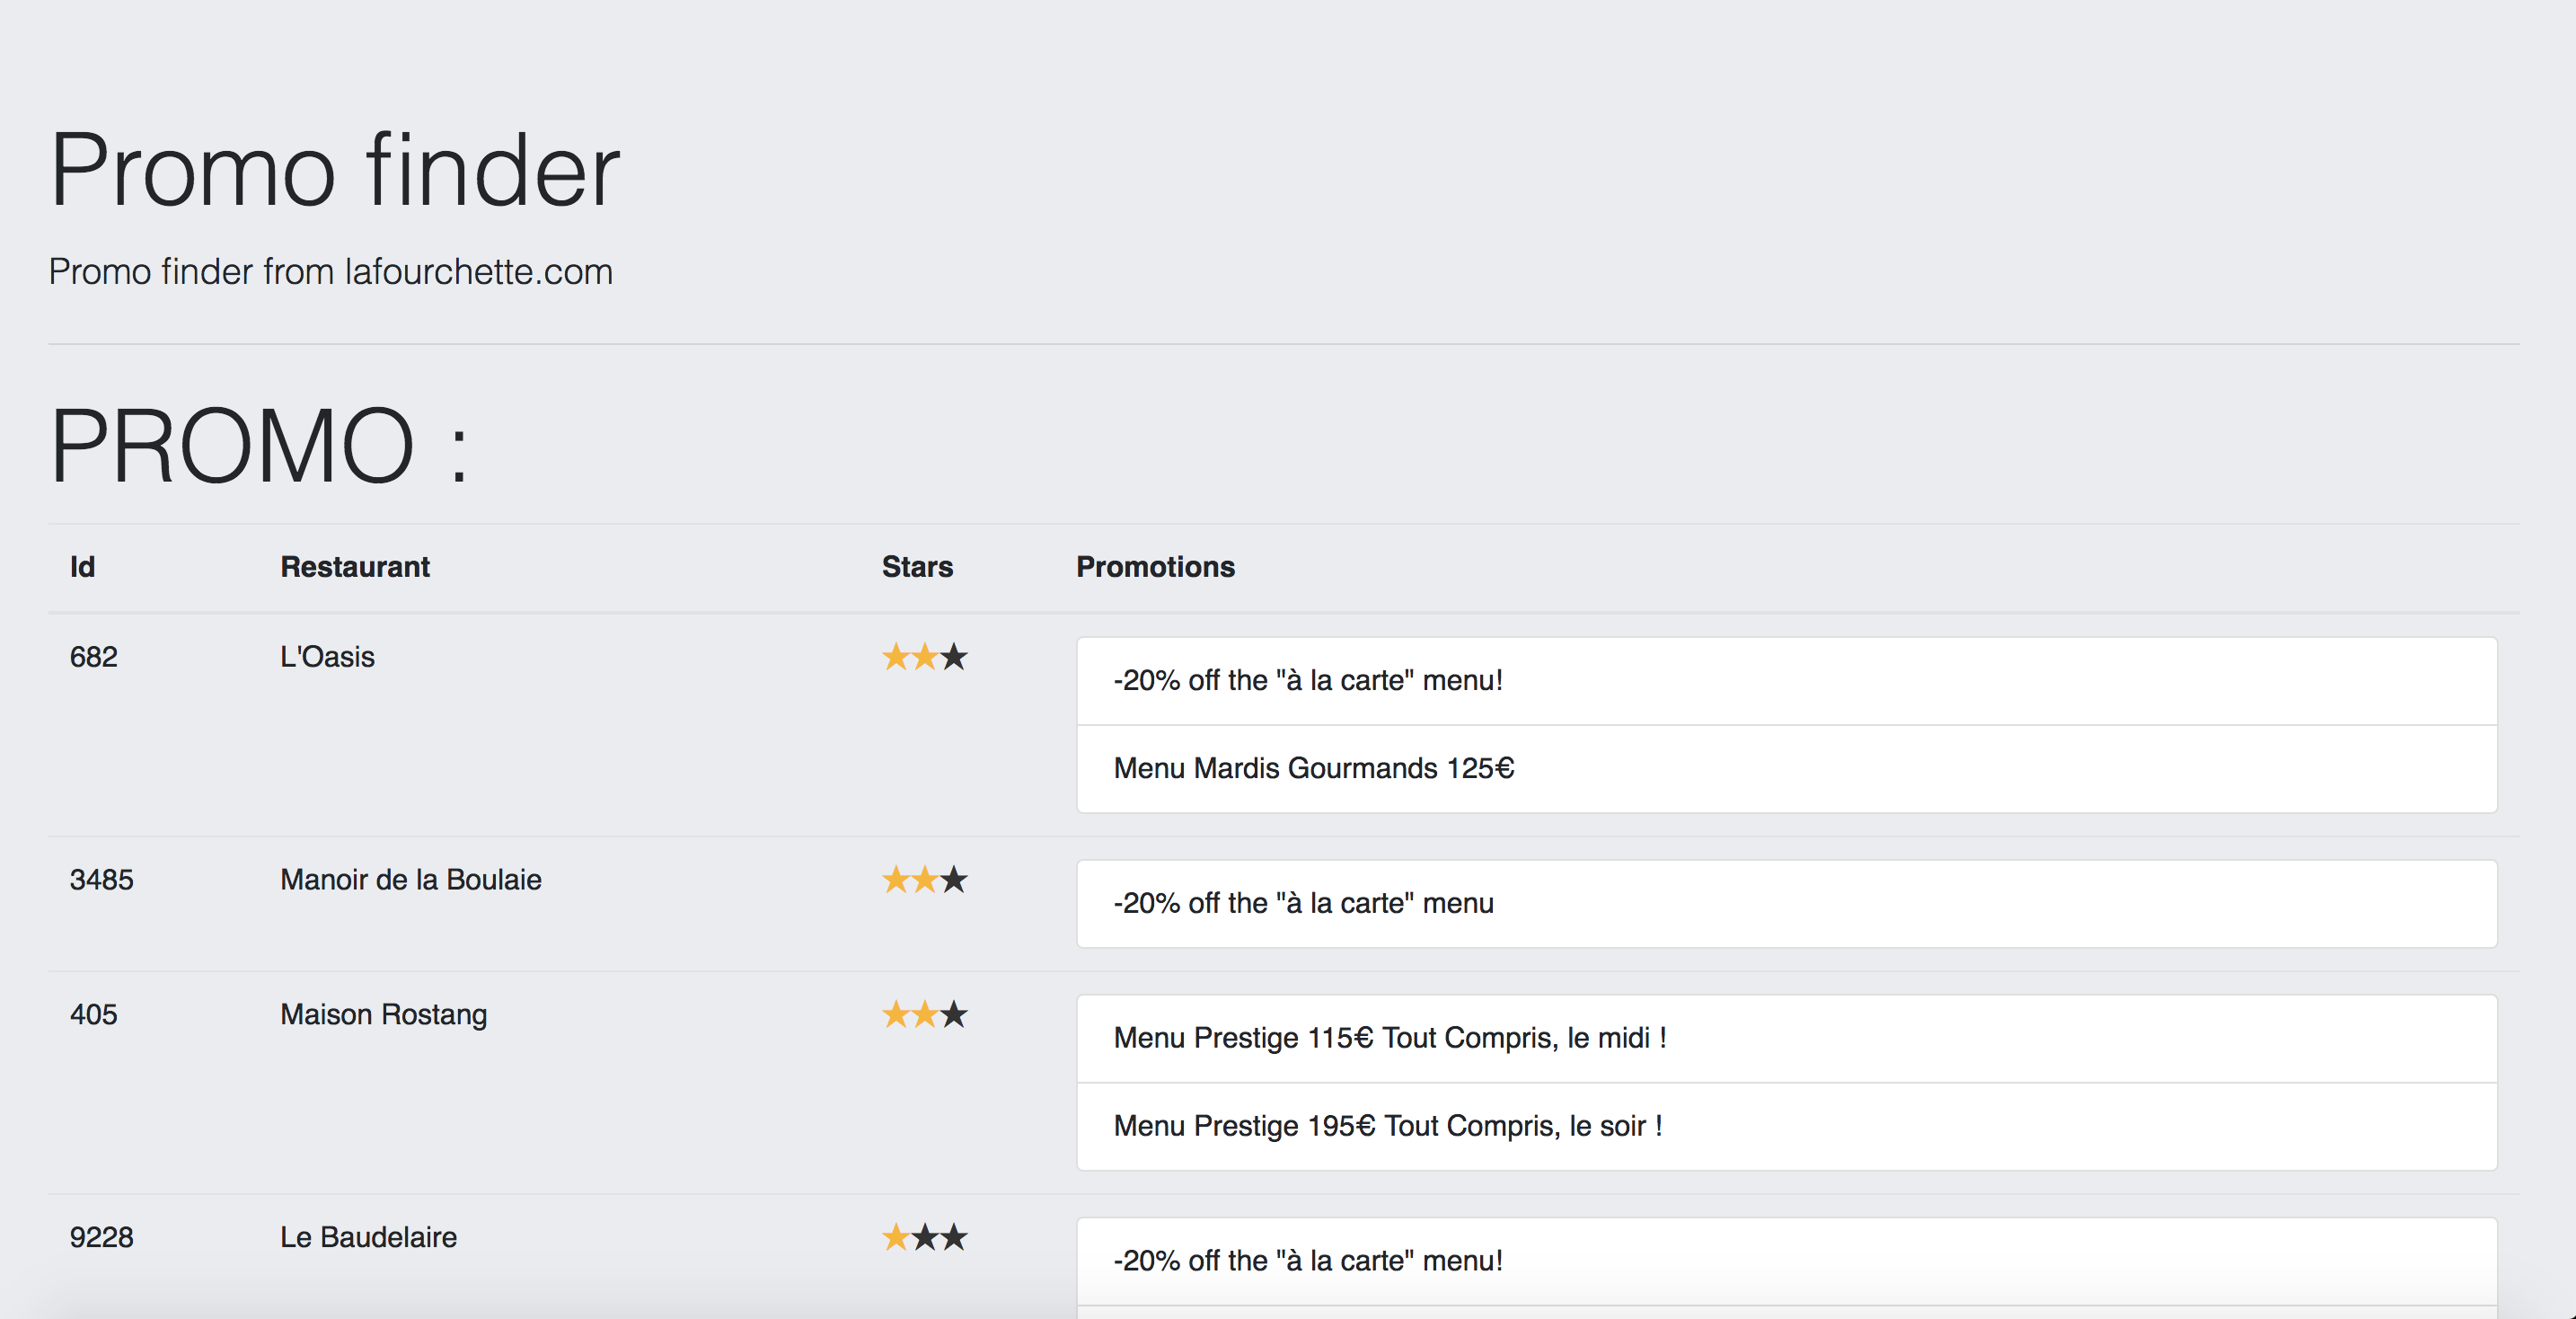 Promo finder
Promo finder from lafourchette.com
PROMO :
Id Restaurant Stars Promotions
682 L'Oasis ★★★ -20% off the "à la carte" menu!
Menu Mardis Gourmands 125€
3485 Manoir de la Boulaie ★★★ -20% off the "à la carte" menu
405 Maison Rostang ★★★ Menu Prestige 115€ Tout Compris, le midi !
Menu Prestige 195€ Tout Compris, le soir !
9228 Le Baudelaire ★★★ -20% off the "à la carte" menu!